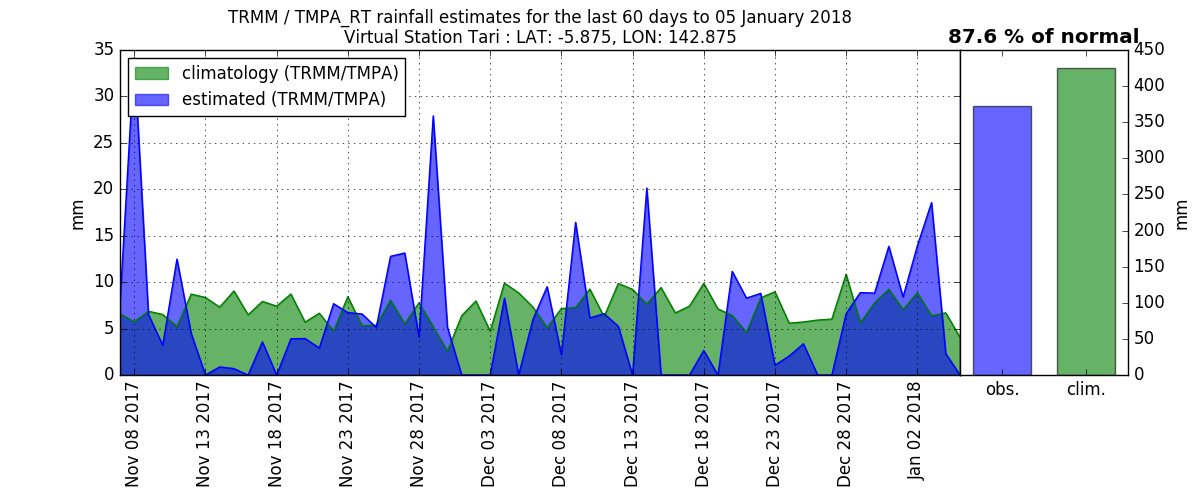 TRMM / TMPA_RT rainfall estimates for the last 60 days to 05 January 2018
Virtual Station Tari : LAT: -5.875, LON: 142.875
87.6 % of normal
climatology (TRMM/TMPA)
estimated (TRMM/TMPA)
35
30
25
20
15
10
5
0
mm
Nov 08 2017
Nov 13 2017
Nov 18 2017
Nov 23 2017
Nov 28 2017
Dec 03 2017
Dec 08 2017
Dec 13 2017
Dec 18 2017
Dec 23 2017
Dec 28 2017
Jan 02 2018
obs.
clim.
450
400
350
300
250
200
150
100
50
0
mm